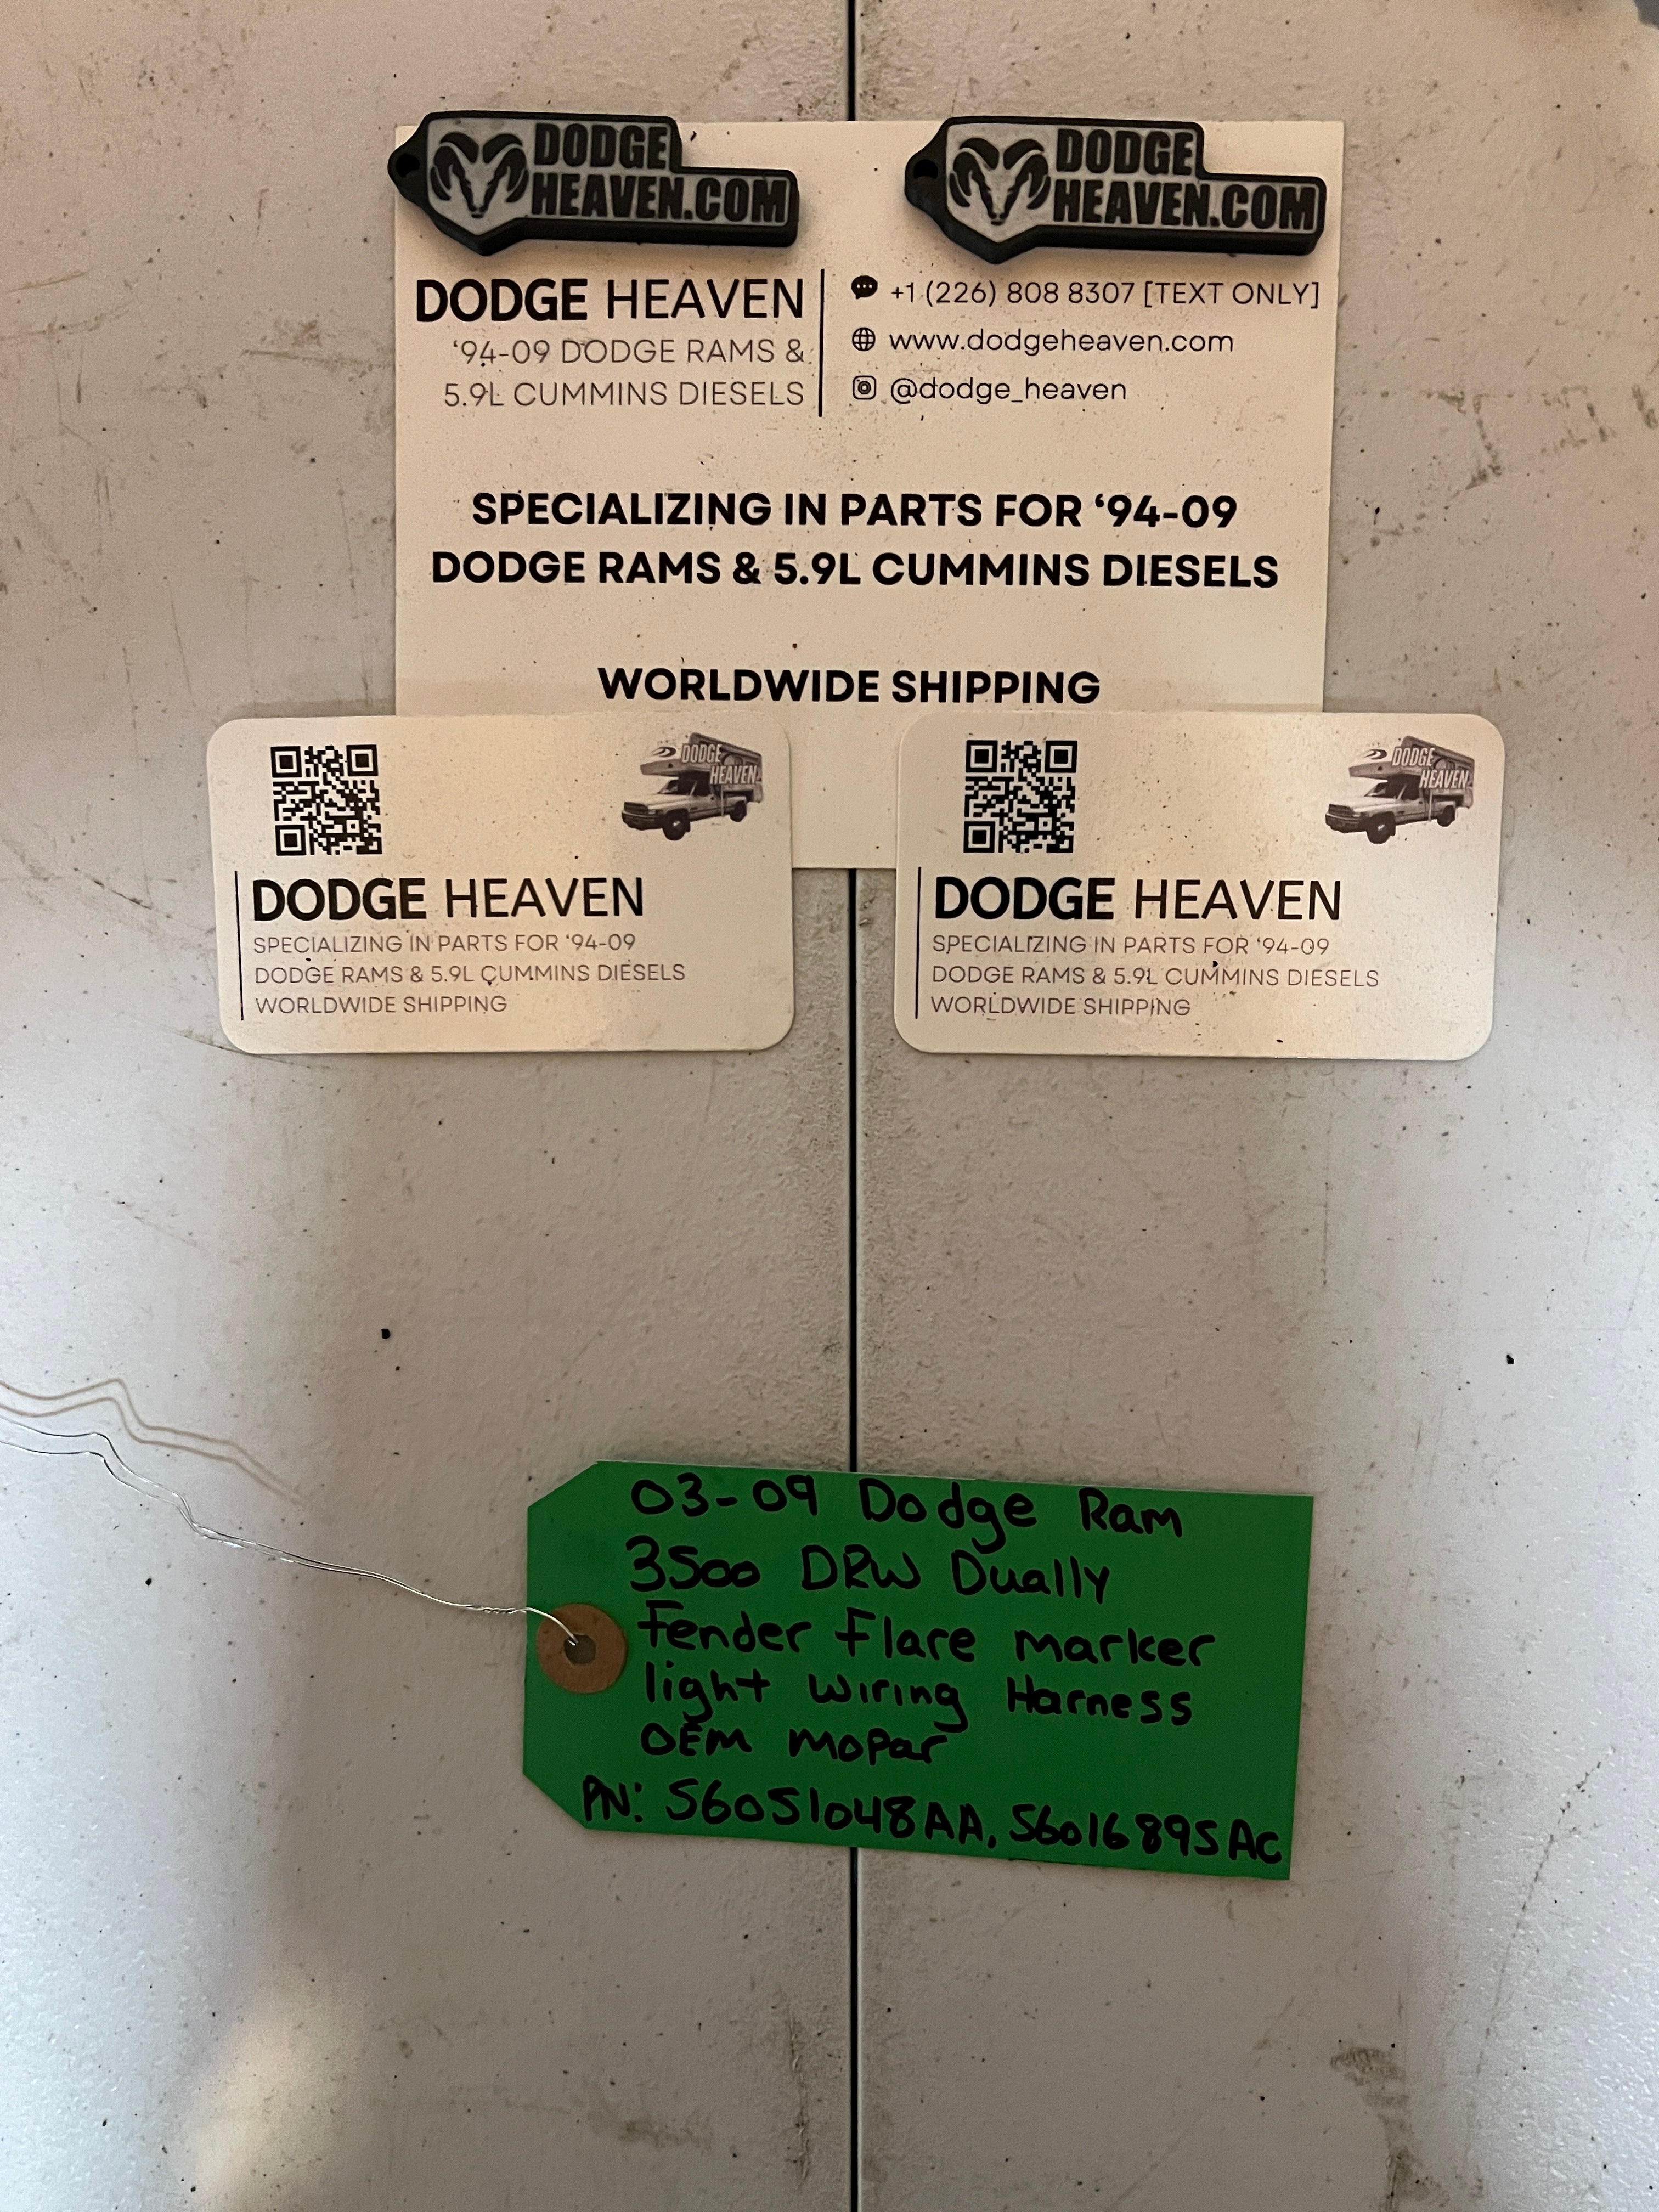 DODGE
HEAVEN.COM
DODGE
HEAVEN.COM
DODGE HEAVEN
‘94-09 DODGE RAMS &
5.9L CUMMINS DIESELS
+1 (226) 808 8307 [TEXT ONLY]
www.dodgeheaven.com
@dodge_heaven
SPECIALIZING IN PARTS FOR ‘94-09
DODGE RAMS & 5.9L CUMMINS DIESELS
WORLDWIDE SHIPPING
DODGE
HEAVEN
DODGE HEAVEN
SPECIALIZING IN PARTS FOR ‘94-09
DODGE RAMS & 5.9L CUMMINS DIESELS
WORLDWIDE SHIPPING
DODGE
HEAVEN
DODGE HEAVEN
SPECIALIZING IN PARTS FOR ‘94-09
DODGE RAMS & 5.9L CUMMINS DIESELS
WORLDWIDE SHIPPING
03-09 Dodge Ram
3500 DRW Dually
Fender Flare marker
light wiring Harness
OEM mopar
PN: 56051048AA, 56016895AC